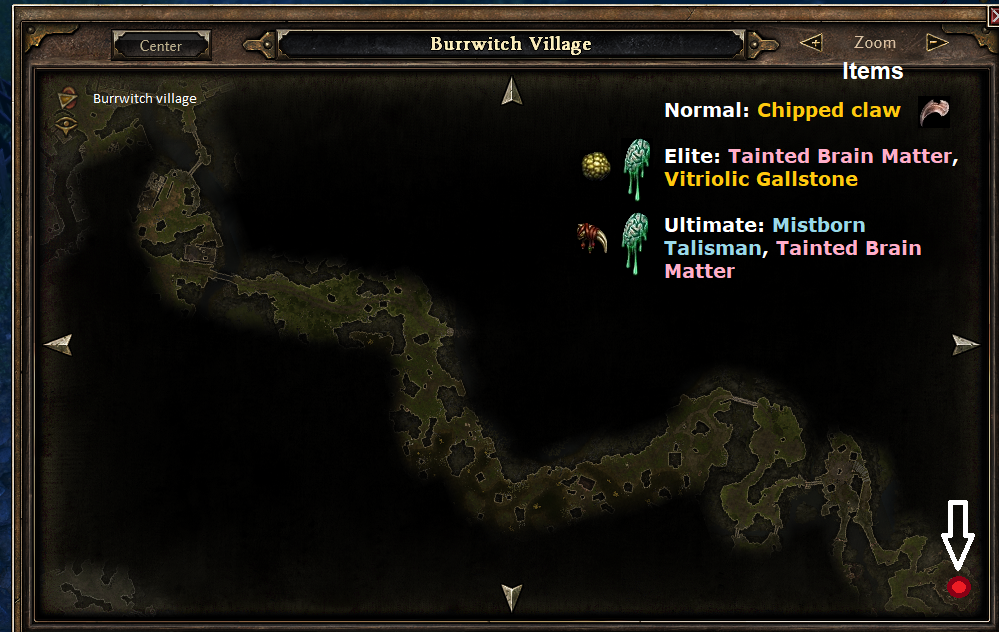 Center
Burrwitch Village
Zoom
Items
Burrwitch village
Normal: Chipped claw
Elite: Tainted Brain Matter,
Vitriolic Gallstone
Ultimate: Mistborn
Talisman, Tainted Brain
Matter